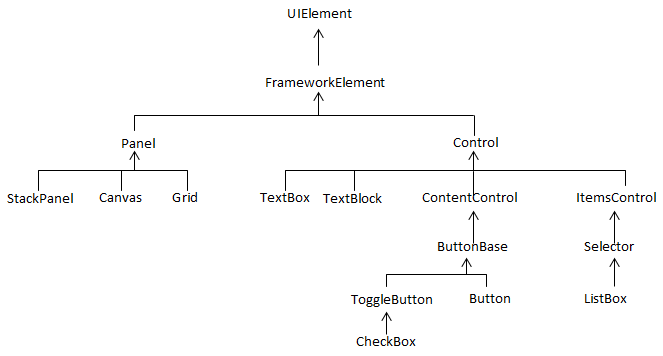 UIElement
FrameworkElement
Panel
Control
StackPanel
Canvas
Grid
TextBox
TextBlock
ContentControl
ItemsControl
ButtonBase
Selector
ToggleButton
Button
ListBox
CheckBox